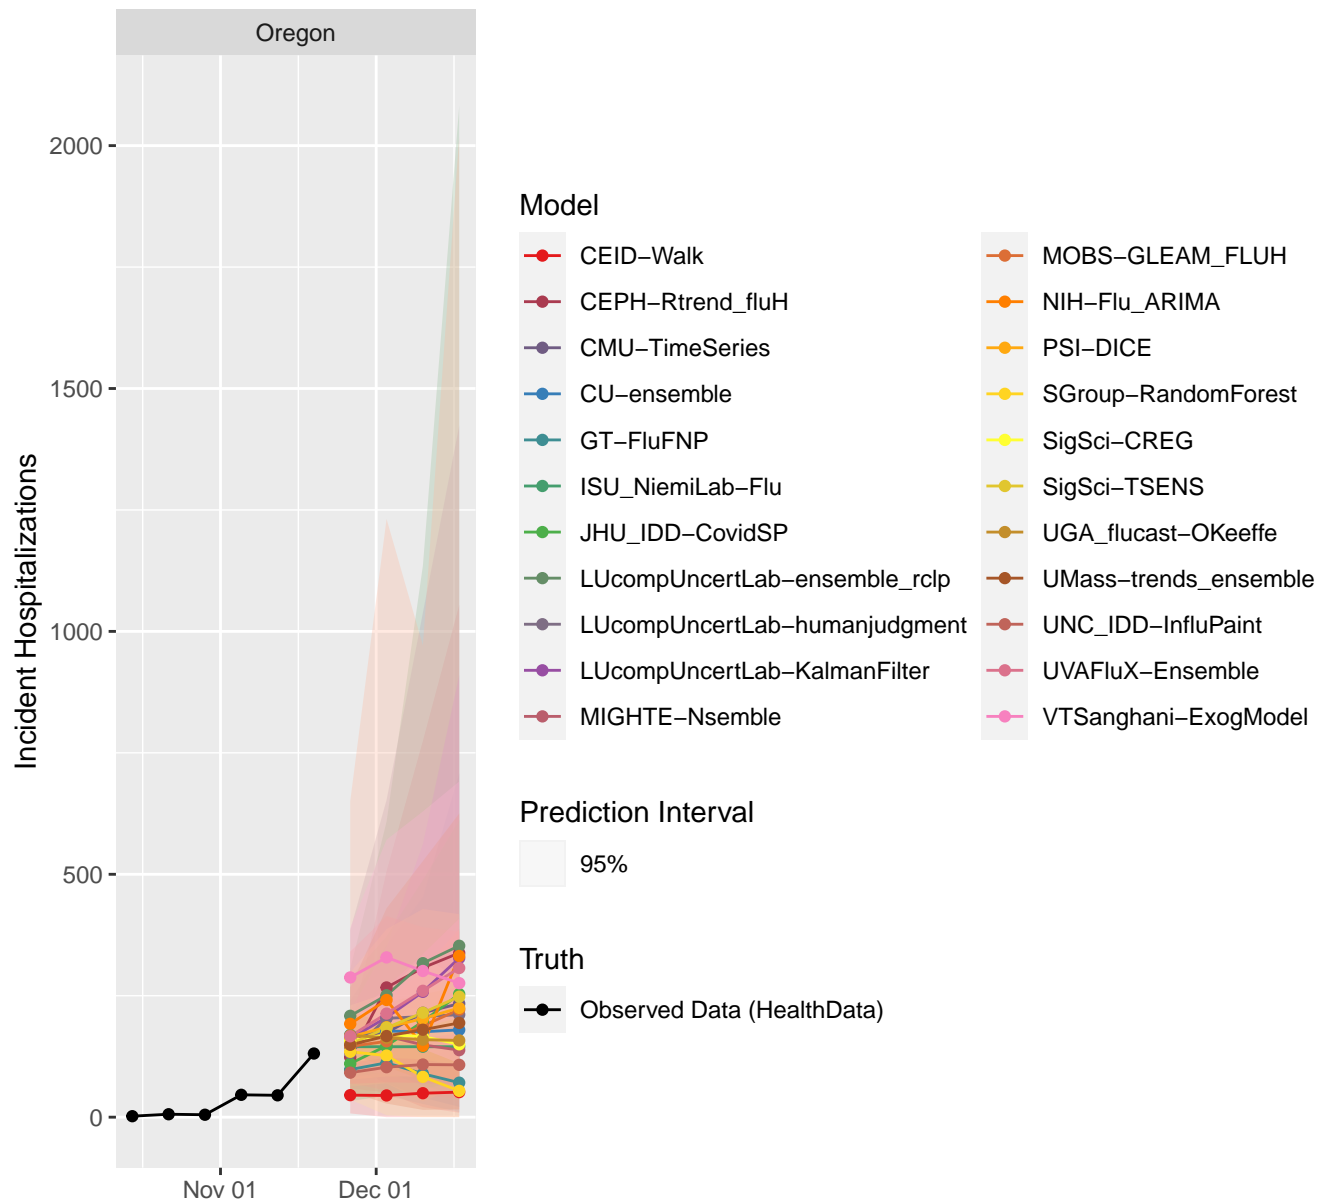 Oregon
2000
1500
1000
500
0
Incident Hospitalizations
Nov 01
Dec 01
Model
CEID−Walk
CEPH−Rtrend_fluH
CMU−TimeSeries
CU−ensemble
GT−FluFNP
ISU_NiemiLab−Flu
JHU_IDD−CovidSP
LUcompUncertLab−ensemble_rclp
LUcompUncertLab−humanjudgment
LUcompUncertLab−KalmanFilter
MIGHTE−Nsemble
MOBS−GLEAM_FLUH
NIH−Flu_ARIMA
PSI−DICE
SGroup−RandomForest
SigSci−CREG
SigSci−TSENS
UGA_flucast−OKeeffe
UMass−trends_ensemble
UNC_IDD−InfluPaint
UVAFluX−Ensemble
VTSanghani−ExogModel
Prediction Interval
95%
Truth
Observed Data (HealthData)